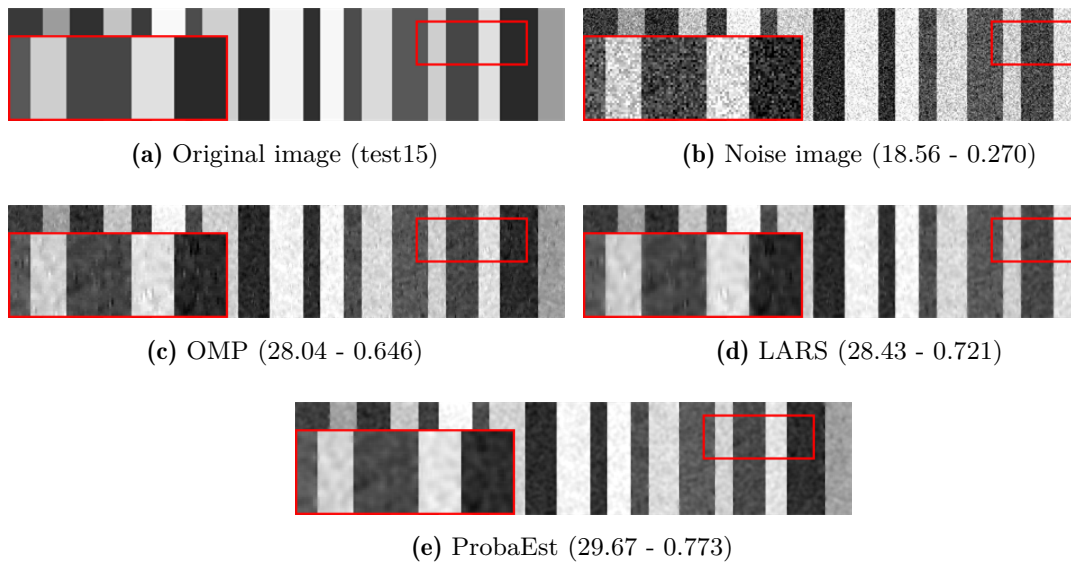 (a) Original image (test15)
(b) Noise image (18.56 - 0.270)
(c) OMP (28.04 - 0.646)
(d) LARS (28.43 - 0.721)
(e) ProbaEst (29.67 - 0.773)